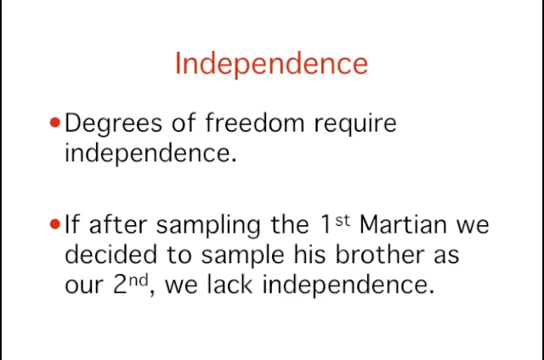 Independence
•Degrees of freedom require
independence.
•If after sampling the 1st Martian we
decided to sample his brother as
our 2nd, we lack independence.